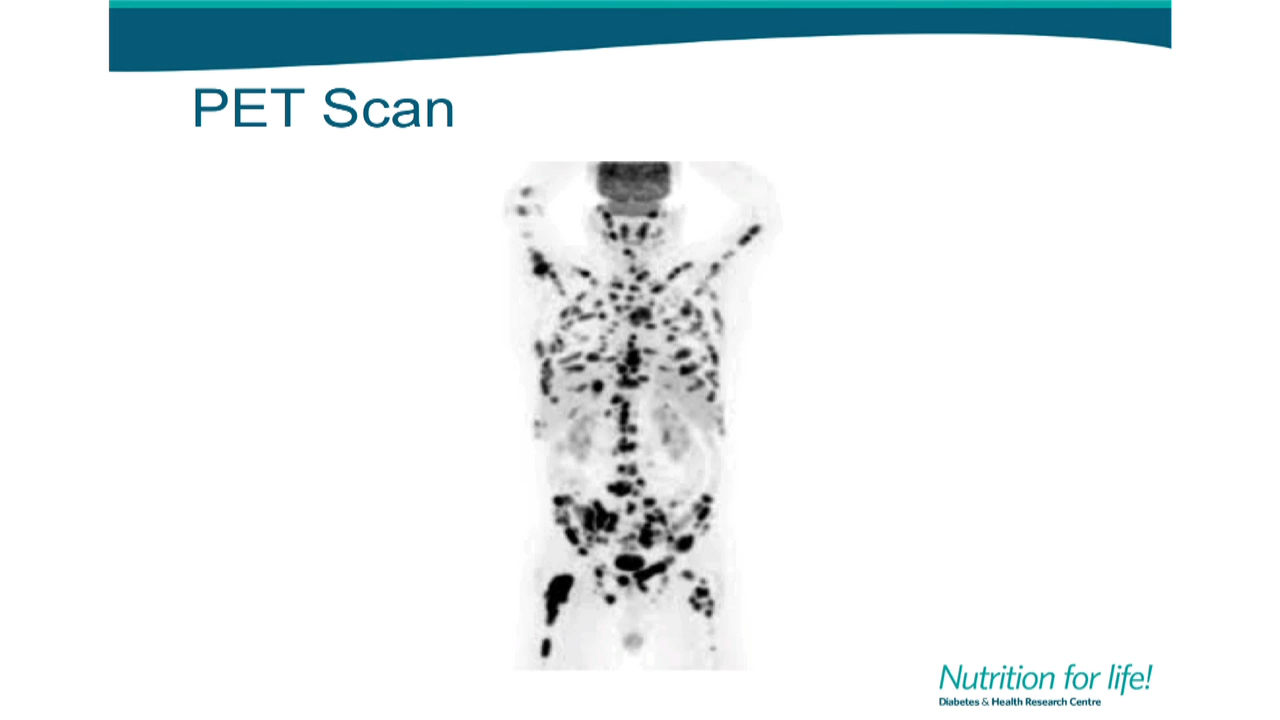 PET Scan
Nutrition for life!
Diabetes & Health Research Centre